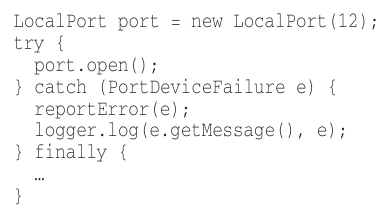 LocalPort port = new LocalPort(12);
try {
  port.open();
} catch (PortDeviceFailure e) {
  reportError(e);
  logger.log(e.getMessage(), e);
} finally {
  …
}